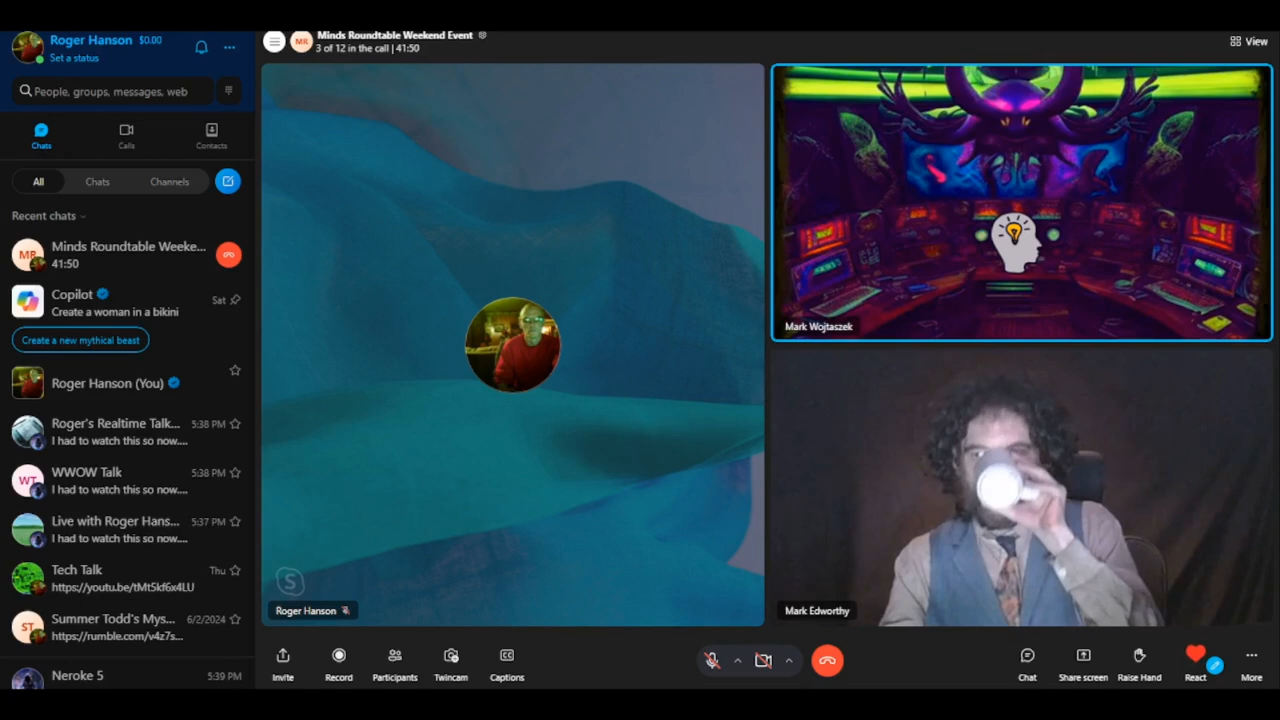 Roger Hanson $0.00
Set a status
People, groups, messages, web
Chats
Calls
Contacts
All
Chats
Channels
Recent chats
MR
Minds Roundtable Weeke...
41:50
Copilot
Sat
Create a woman in a bikini
Create a new mythical beast
Roger Hanson (You)
Roger's Realtime Talk...
5:38 PM
I had to watch this so now....
WT
WWOW Talk
5:38 PM
I had to watch this so now....
Live with Roger Hans...
5:37 PM
I had to watch this so now....
Tech Talk
Thu
https://youtu.be/tMt5kf6x4LU
ST
Summer Todd's Mys...
6/2/2024
https://rumble.com/v4z7s...
Neroke 5
5:39 PM
MR
Minds Roundtable Weekend Event
3 of 12 in the call | 41:50
View
S
Roger Hanson
Mark Wojtaszek
Mark Edworthy
Invite
Record
Participants
Twincam
CC
Captions
Chat
Share screen
Raise Hand
React
More